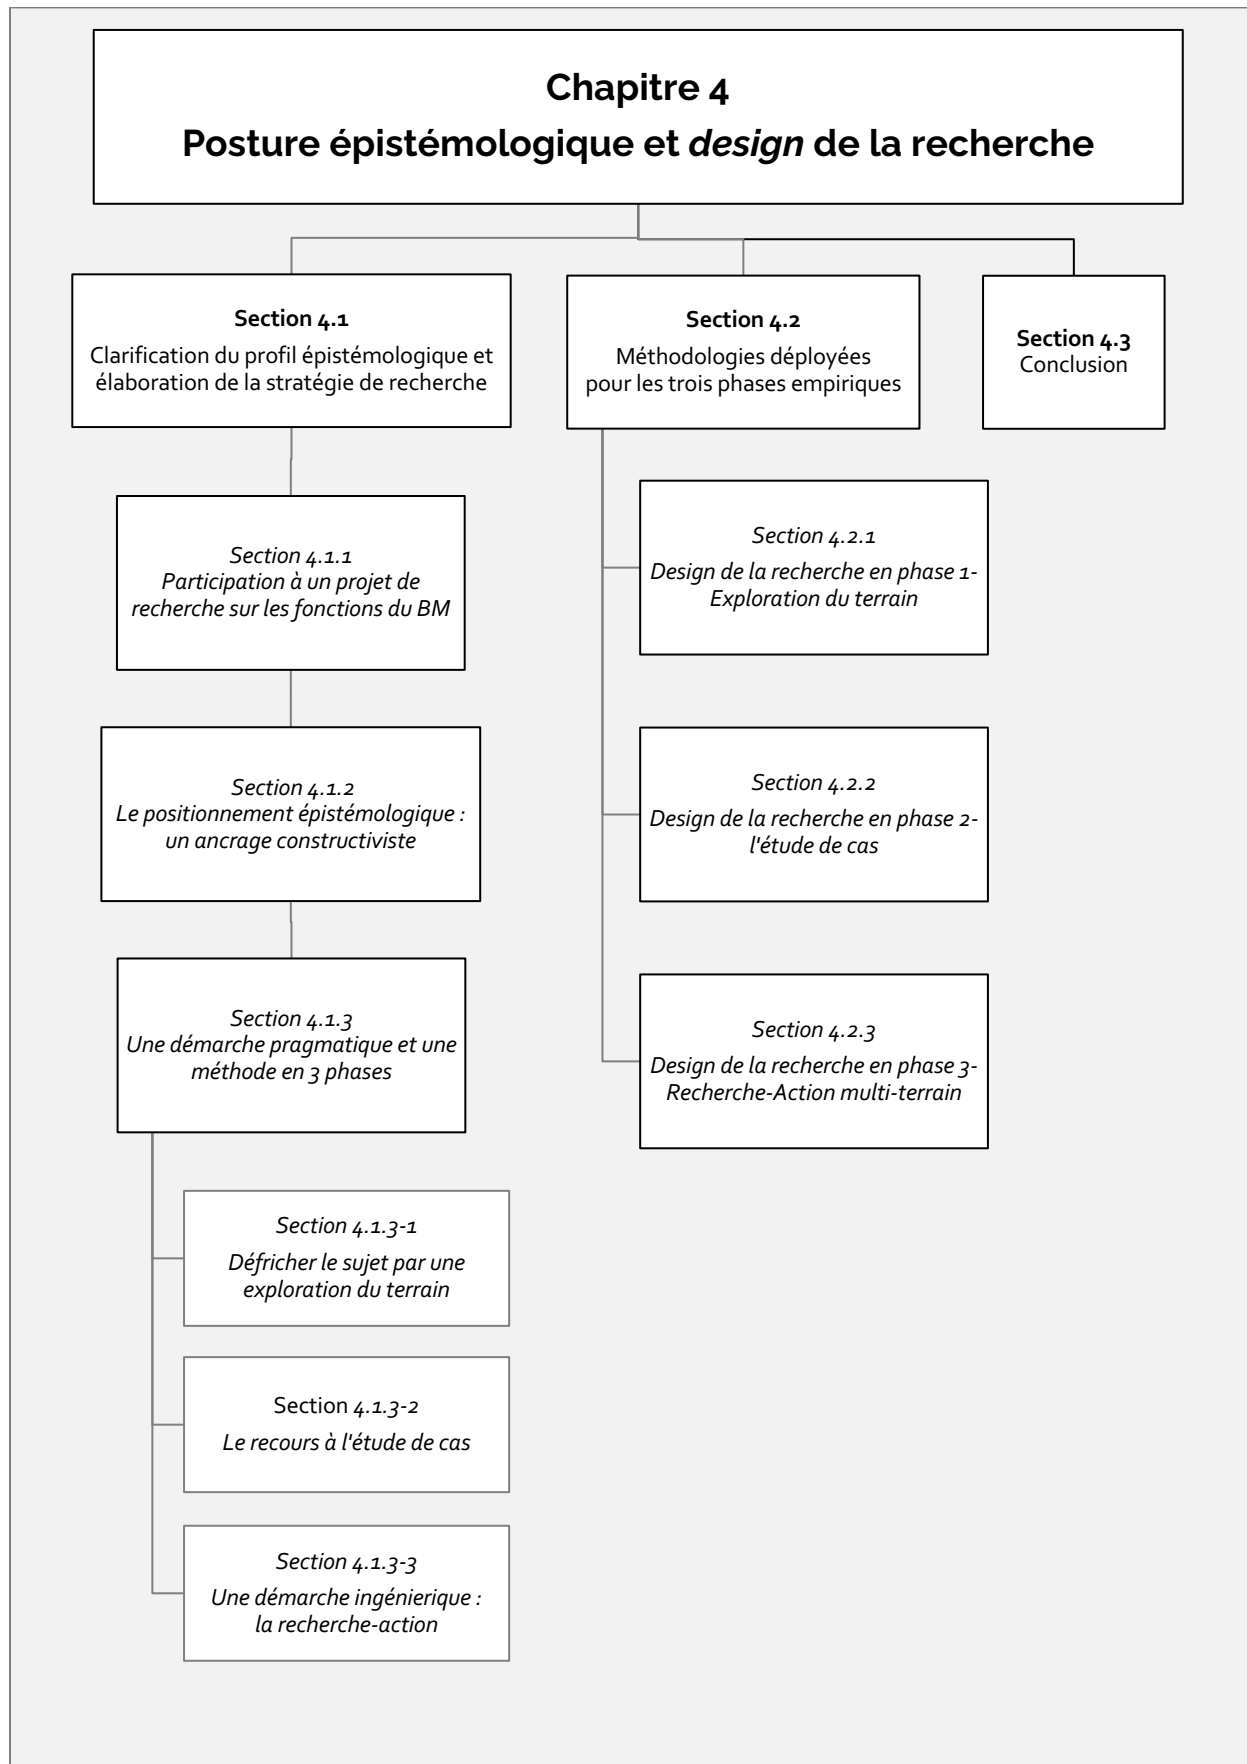 Chapitre 4
Posture épistémologique et design de la recherche
Section 4.1
Clarification du profil épistémologique et
élaboration de la stratégie de recherche
Section 4.1.1
Participation à un projet de
recherche sur les fonctions du BM
Section 4.1.2
Le positionnement épistémologique :
un ancrage constructiviste
Section 4.1.3
Une démarche pragmatique et une
méthode en 3 phases
Section 4.1.3-1
Défricher le sujet par une
exploration du terrain
Section 4.1.3-2
Le recours à l'étude de cas
Section 4.1.3-3
Une démarche ingénierique :
la recherche-action
Section 4.2
Méthodologies déployées
pour les trois phases empiriques
Section 4.2.1
Design de la recherche en phase 1-
Exploration du terrain
Section 4.2.2
Design de la recherche en phase 2-
l'étude de cas
Section 4.2.3
Design de la recherche en phase 3-
Recherche-Action multi-terrain
Section 4.3
Conclusion